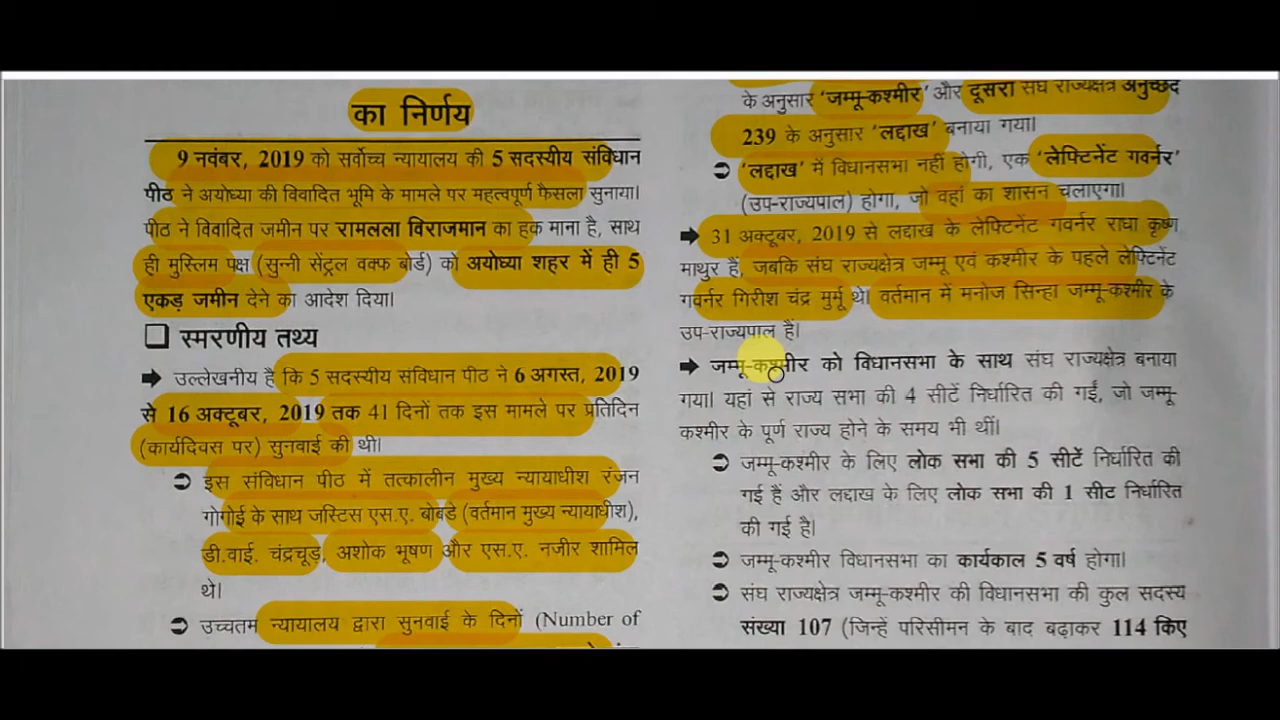 का निर्णय
9 नवंबर, 2019 को सर्वोच्च न्यायालय की 5 सदस्यीय संविधान
पीठ ने अयोध्या की विवादित भूमि के मामले पर महत्वपूर्ण फैसला सुनाया।
पीठ ने विवादित जमीन पर रामलला विराजमान का हक माना है, साथ
ही मुस्लिम पक्ष (सुन्नी सेंट्रल वक्फ बोर्ड) को अयोध्या शहर में ही 5
एकड़ जमीन देने का आदेश दिया।
स्मरणीय तथ्य
उल्लेखनीय है कि 5 सदस्यीय संविधान पीठ ने 6 अगस्त, 2019
से 16 अक्टूबर, 2019 तक 41 दिनों तक इस मामले पर प्रतिदिन
(कार्यदिवस पर) सुनवाई की थी।
इस संविधान पीठ में तत्कालीन मुख्य न्यायाधीश रंजन
गोगोई के साथ जस्टिस एस.ए. बोबडे (वर्तमान मुख्य न्यायाधीश),
डी.वाई. चंद्रचूड़, अशोक भूषण और एस.ए. नजीर शामिल
थे।
उच्चतम न्यायालय द्वारा सुनवाई के दिनों (Number of
के अनुसार 'जम्मू-कश्मीर' और दूसरा संघ राज्यक्षेत्र अनुच्छेद
239 के अनुसार 'लद्दाख' बनाया गया।
'लद्दाख' में विधानसभा नहीं होगी, एक 'लेफ्टिनेंट गवर्नर'
(उप-राज्यपाल) होगा, जो वहां का शासन चलाएगा।
31 अक्टूबर, 2019 से लद्दाख के लेफ्टिनेंट गवर्नर राधा कृष्ण
माथुर हैं, जबकि संघ राज्यक्षेत्र जम्मू एवं कश्मीर के पहले लेफ्टिनेंट
गवर्नर गिरीश चंद्र मुर्मू थे। वर्तमान में मनोज सिन्हा जम्मू-कश्मीर के
उप-राज्यपाल हैं।
जम्मू-कश्मीर को विधानसभा के साथ संघ राज्यक्षेत्र बनाया
गया। यहां से राज्य सभा की 4 सीटें निर्धारित की गईं, जो जम्मू-
कश्मीर के पूर्ण राज्य होने के समय भी थीं।
जम्मू-कश्मीर के लिए लोक सभा की 5 सीटें निर्धारित की
गई हैं और लद्दाख के लिए लोक सभा की 1 सीट निर्धारित
की गई है।
जम्मू-कश्मीर विधानसभा का कार्यकाल 5 वर्ष होगा।
संघ राज्यक्षेत्र जम्मू-कश्मीर की विधानसभा की कुल सदस्य
संख्या 107 (जिन्हें परिसीमन के बाद बढ़ाकर 114 किए